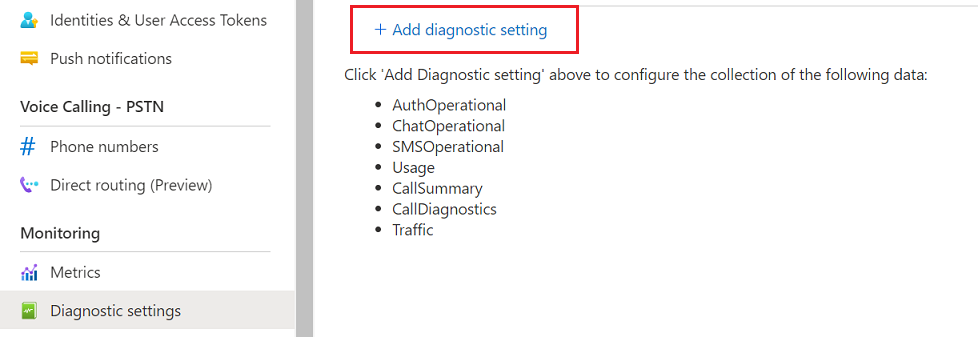 Identities & User Access Tokens
Push notifications
Voice Calling - PSTN
Phone numbers
Direct routing (Preview)
Monitoring
Metrics
Diagnostic settings
+ Add diagnostic setting
Click 'Add Diagnostic setting' above to configure the collection of the following data:
• AuthOperational
• ChatOperational
• SMSOperational
• Usage
• CallSummary
• CallDiagnostics
• Traffic